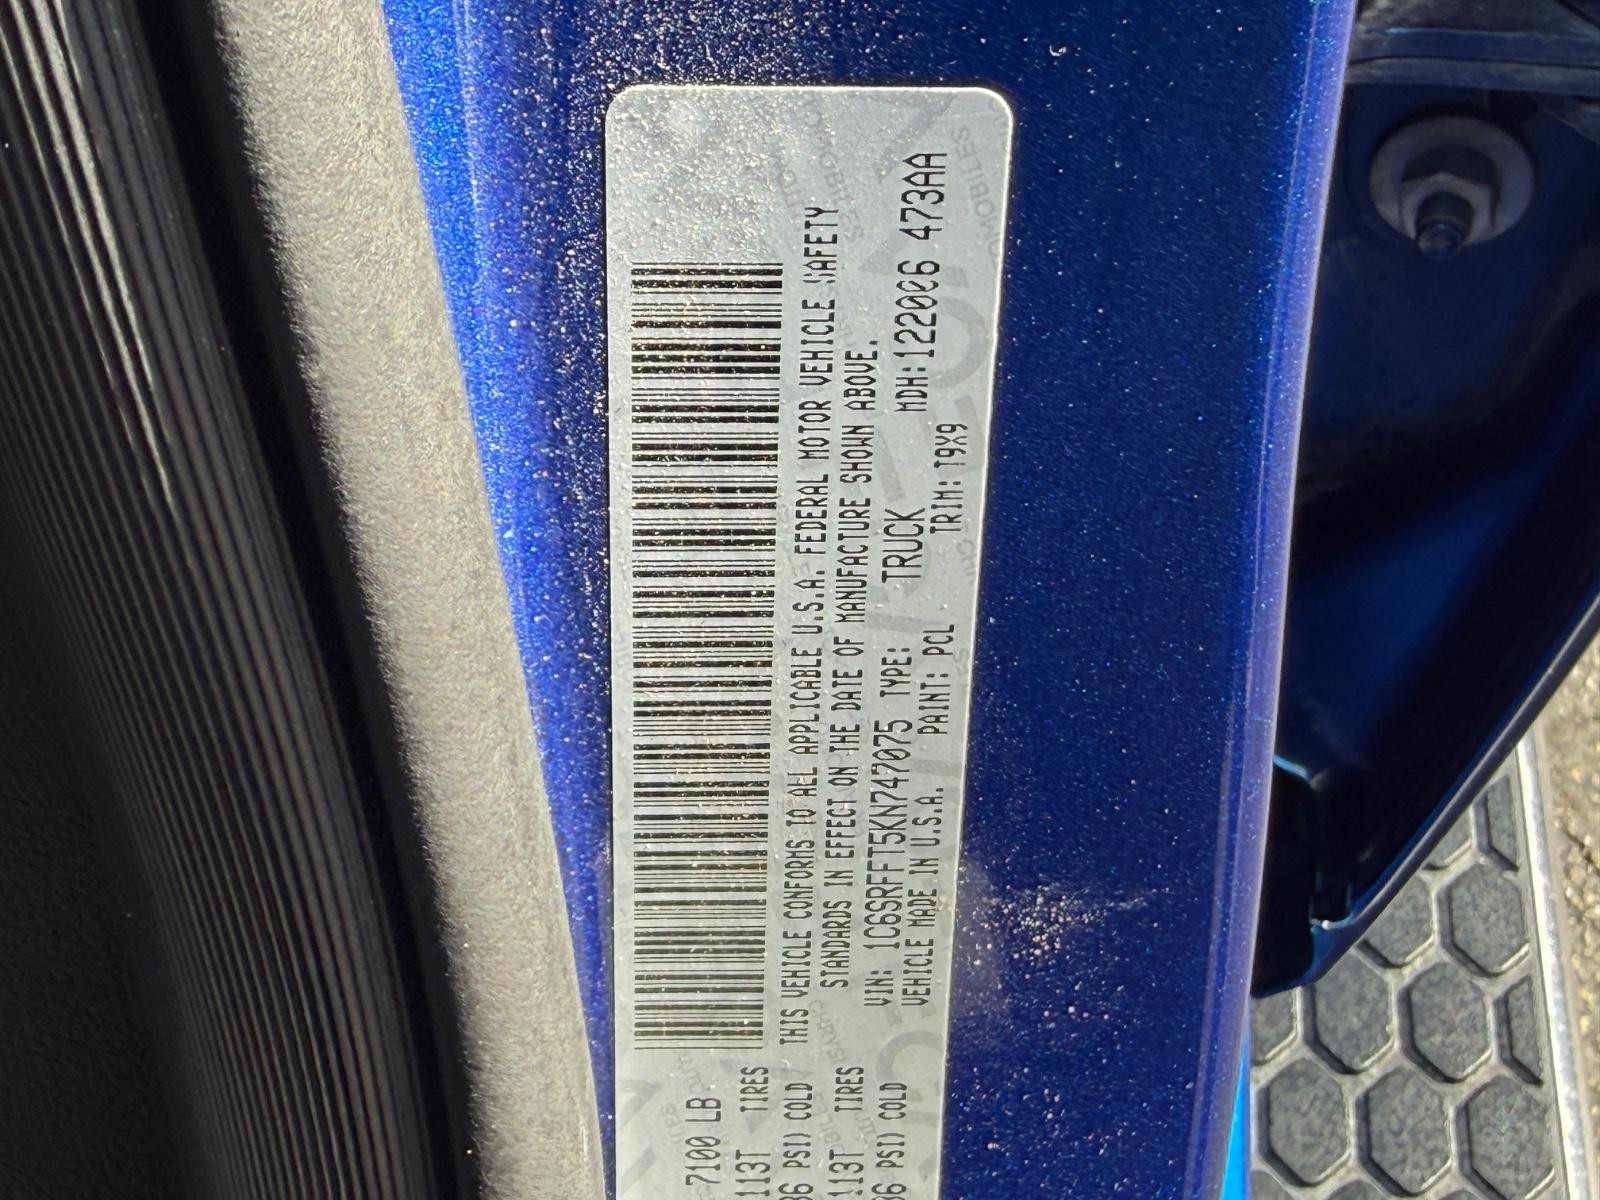 7100 LB
113T TIRES
36 PSI) COLD
113T TIRES
36 PSI) COLD
THIS VEHICLE CONFORMS TO ALL APPLICABLE U.S.A. FEDERAL MOTOR VEHICLE SAFETY
STANDARDS IN EFFECT ON THE DATE OF MANUFACTURE SHOWN ABOVE.
VIN: 1C6SRFFT5KN747075 TYPE: TRUCK MDH: 122006 473AA
VEHICLE MADE IN U.S.A. PAINT: PCL TRIM: T9X9